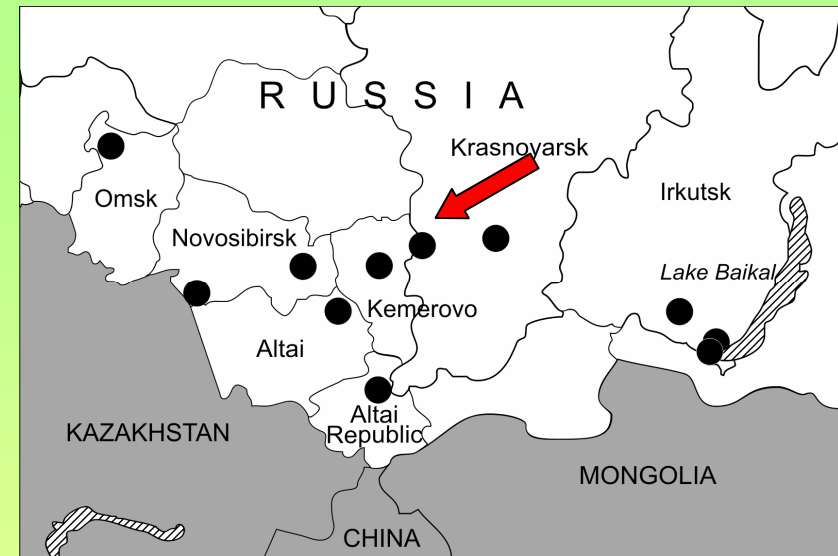 R U S S I A
Krasnoyarsk
Omsk
Irkutsk
Novosibirsk
Lake Baikal
Kemerovo
Altai
Altai
Republic
KAZAKHSTAN
MONGOLIA
CHINA